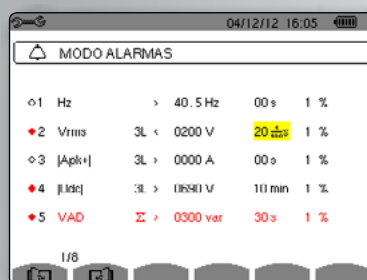 04/12/12 16:05
MODO ALARMAS
1 Hz > 40.5 Hz 00 s 1 %
2 Vrms 3L < 0200 V 20 1 %
3 |Apk+| 3L > 0000 A 00 s 1 %
4 |Udc| 3L > 0690 V 10 min 1 %
5 VAD Σ > 0300 var 30 s 1 %
1/8